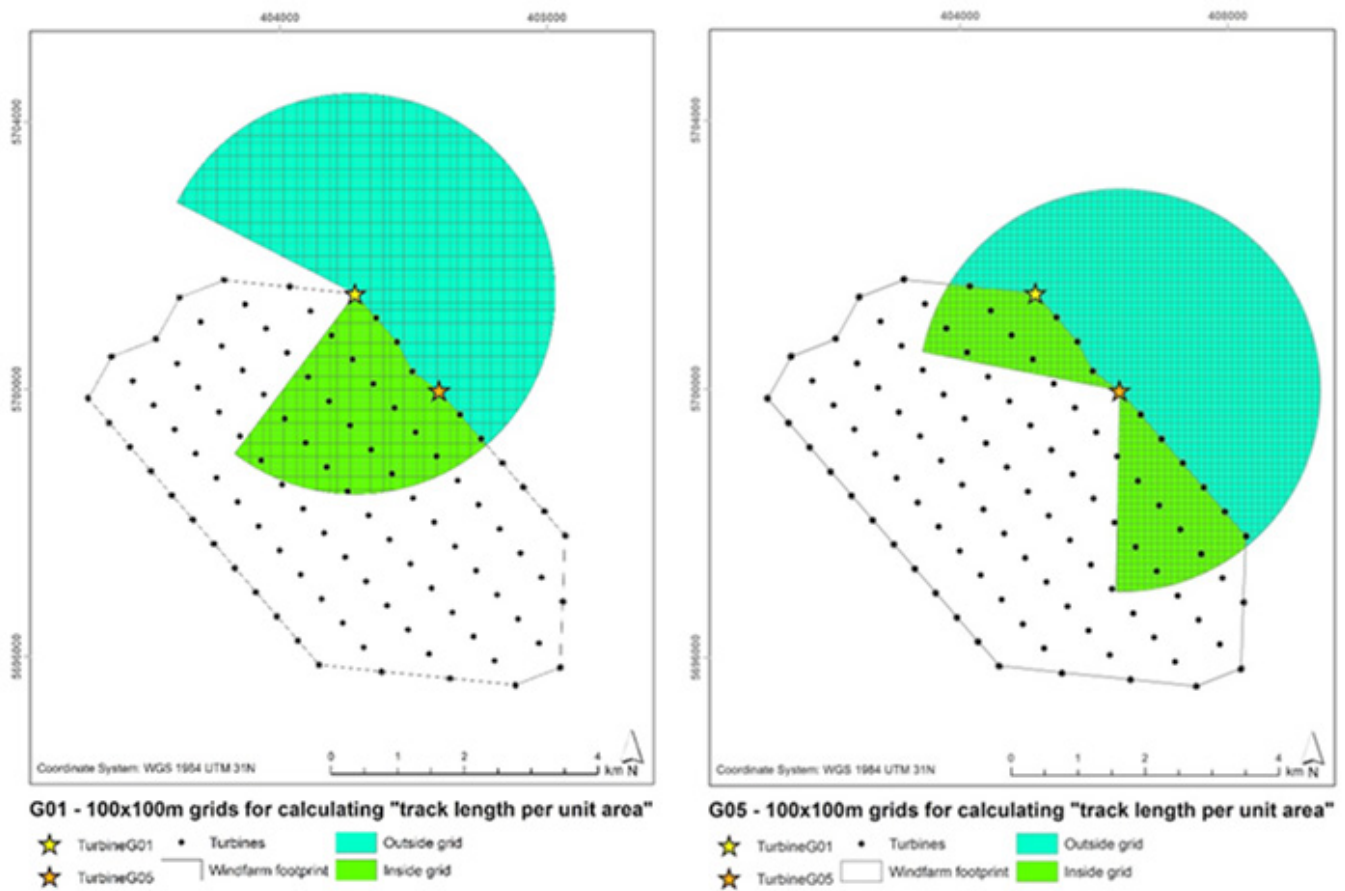 404000 408000
5704000
5700000
5696000
0 1 2 4
km N
Coordinate System: WGS 1984 UTM 31N
G01 - 100x100m grids for calculating "track length per unit area"
TurbineG01 Turbines Outside grid
TurbineG05 Windfarm footprint Inside grid
404000 408000
5704000
5700000
5696000
0 1 2 4
km N
Coordinate System: WGS 1984 UTM 31N
G05 - 100x100m grids for calculating "track length per unit area"
TurbineG01 Turbines Outside grid
TurbineG05 Windfarm footprint Inside grid